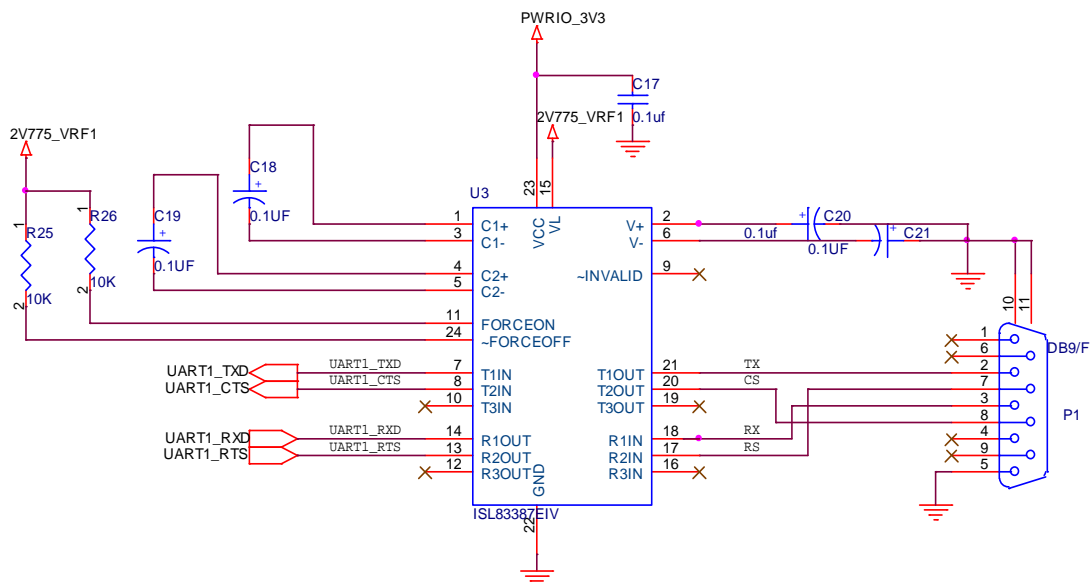 PWRIO_3V3
C17
0.1uf
2V775_VRF1
2V775_VRF1
C18
0.1UF
U3
23
15
VCC
VL
C19
0.1UF
1
R26
10K
2
1
R25
10K
2
1
C1+
3
C1-
4
C2+
5
C2-
11
FORCEON
24
~FORCEOFF
UART1_TXD
UART1_TXD
7
T1IN
UART1_CTS
UART1_CTS
8
T2IN
10
T3IN
UART1_RXD
UART1_RXD
14
R1OUT
UART1_RTS
UART1_RTS
13
R2OUT
12
R3OUT
GND
22
ISL83387EIV
V+
2
V-
6
~INVALID
9
+
C20
0.1uf
+
C21
0.1UF
T1OUT
21
TX
T2OUT
20
CS
T3OUT
19
R1IN
18
RX
R2IN
17
RS
R3IN
16
10
11
1
6
2
7
3
8
4
9
5
DB9/F
P1
+
+